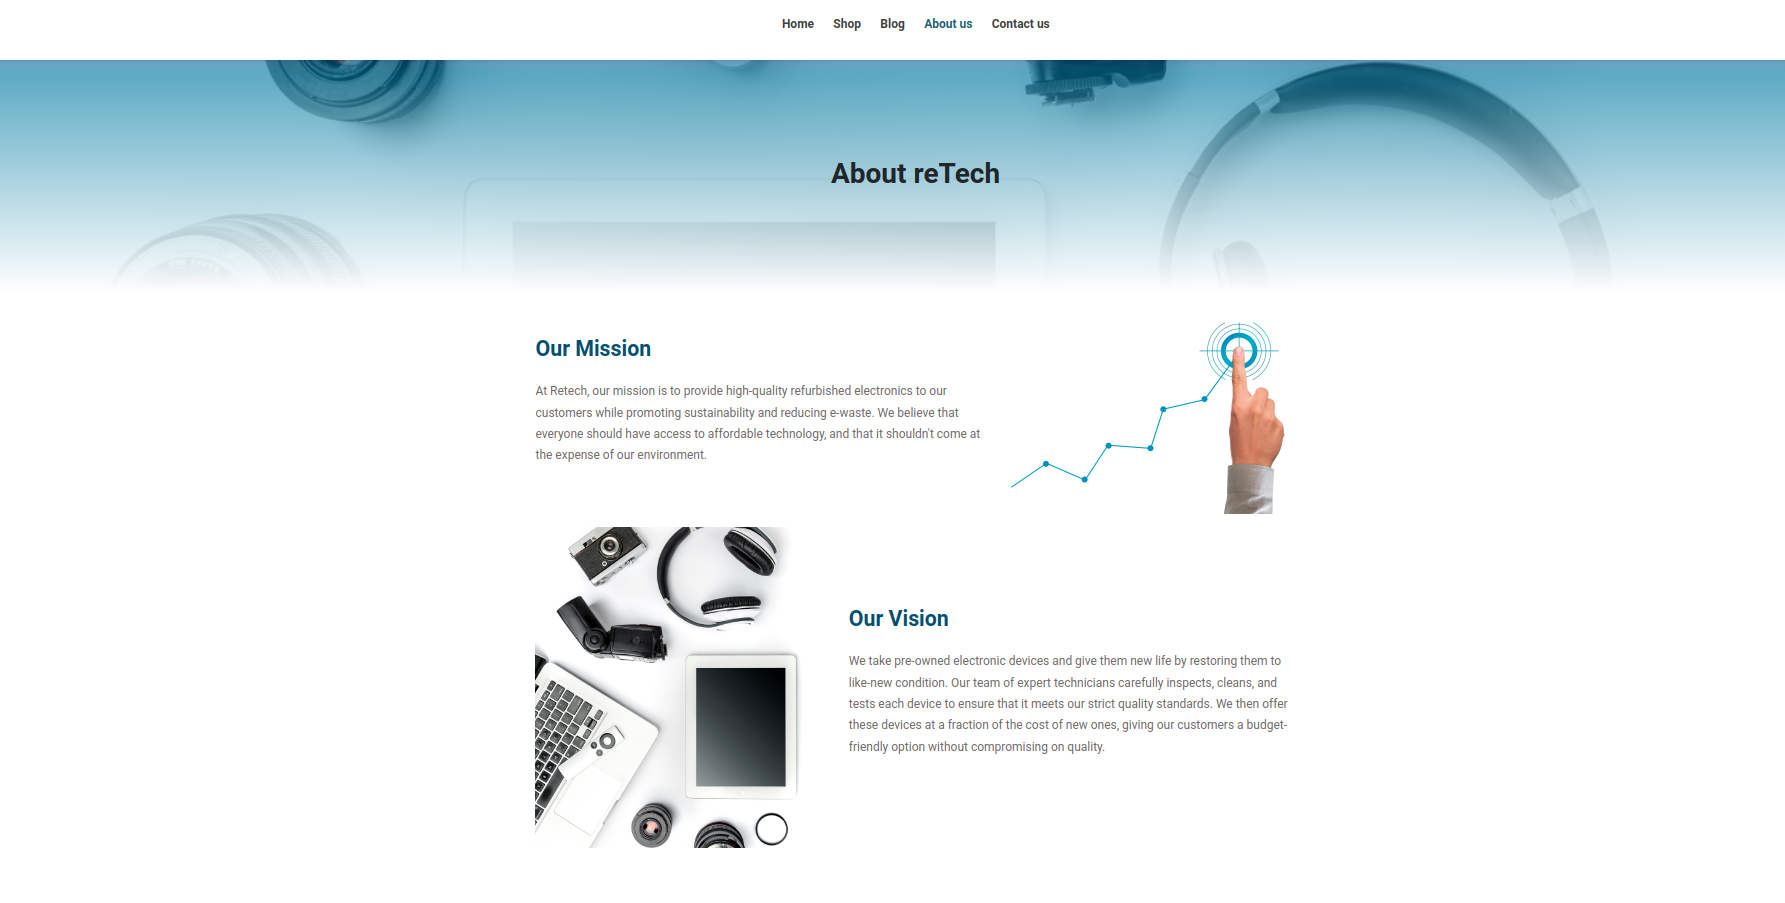 Home Shop Blog About us Contact us
About reTech
Our Mission
At Retech, our mission is to provide high-quality refurbished electronics to our
customers while promoting sustainability and reducing e-waste. We believe that
everyone should have access to affordable technology, and that it shouldn't come at
the expense of our environment.
Our Vision
We take pre-owned electronic devices and give them new life by restoring them to
like-new condition. Our team of expert technicians carefully inspects, cleans, and
tests each device to ensure that it meets our strict quality standards. We then offer
these devices at a fraction of the cost of new ones, giving our customers a budget-
friendly option without compromising on quality.